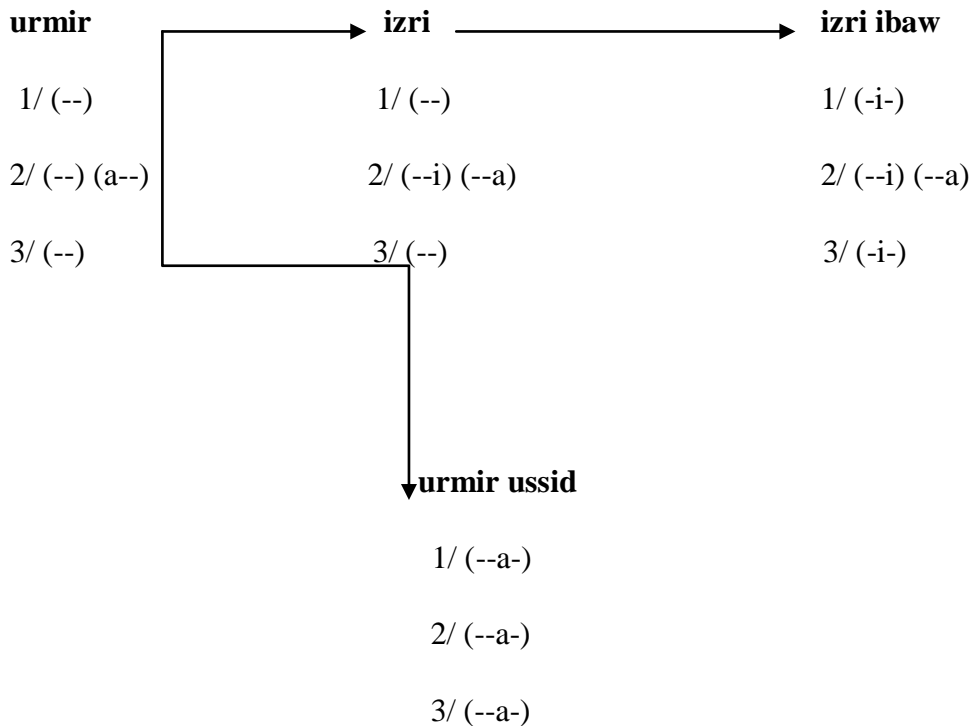 urmir izri izri ibaw
1/ (--) 1/ (--) 1/ (-i-)
2/ (--) (a--) 2/ (--i) (--a) 2/ (--i) (--a)
3/ (--) 3/ (--) 3/ (-i-)
urmir ussid
1/ (--a-)
2/ (--a-)
3/ (--a-)